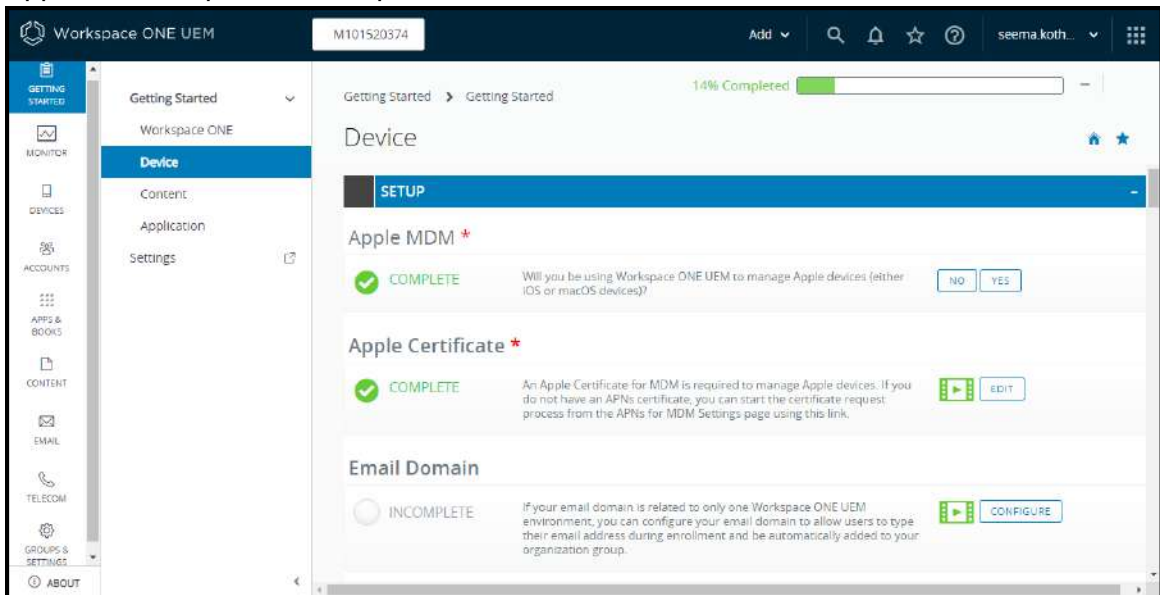 Workspace ONE UEM
M101520374
Add
seema.koth...
GETTING
STARTED
MONITOR
DEVICES
ACCOUNTS
APPS &
BOOKS
CONTENT
EMAIL
TELECOM
GROUPS &
SETTINGS
ABOUT
Getting Started
Workspace ONE
Device
Content
Application
Settings
Getting Started > Getting Started
14% Completed
Device
SETUP
Apple MDM *
COMPLETE
Will you be using Workspace ONE UEM to manage Apple devices (either
iOS or macOS devices)?
NO
YES
Apple Certificate *
COMPLETE
An Apple Certificate for MDM is required to manage Apple devices. If you
do not have an APNs certificate, you can start the certificate request
process from the APNs for MDM Settings page using this link.
EDIT
Email Domain
INCOMPLETE
If your email domain is related to only one Workspace ONE UEM
environment, you can configure your email domain to allow users to type
their email address during enrollment and be automatically added to your
organization group.
CONFIGURE